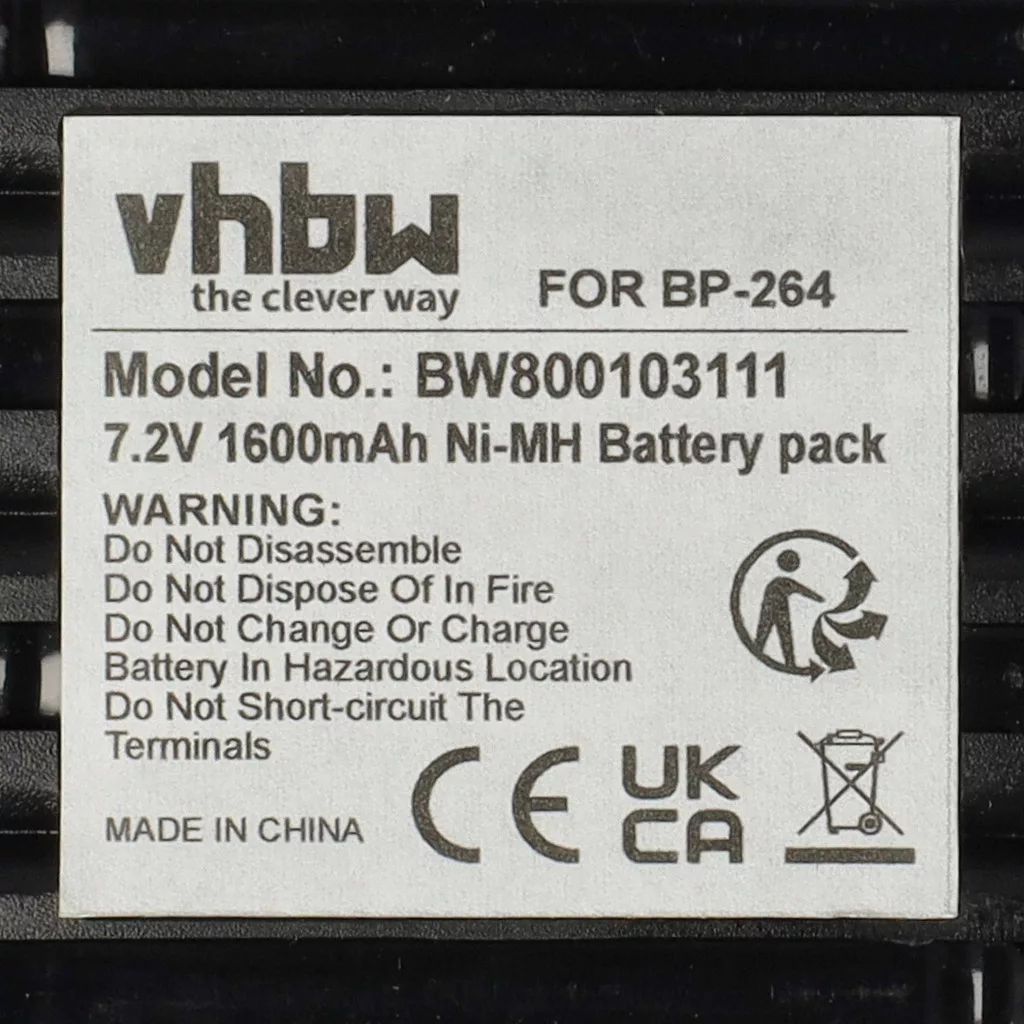 vhbw
the clever way
FOR BP-264
Model No.: BW800103111
7.2V 1600mAh Ni-MH Battery pack
WARNING:
Do Not Disassemble
Do Not Dispose Of In Fire
Do Not Change Or Charge
Battery In Hazardous Location
Do Not Short-circuit The
Terminals
MADE IN CHINA
CE
UK
CA